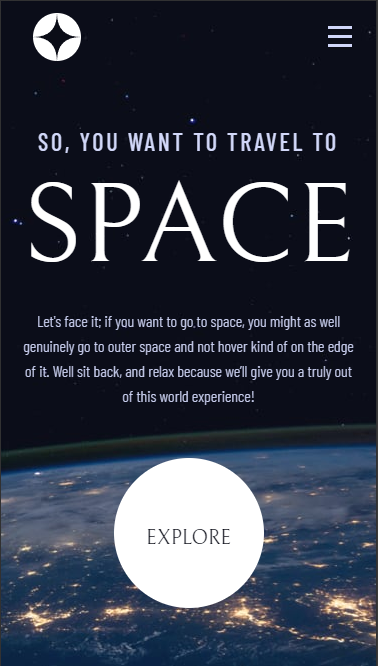 SO, YOU WANT TO TRAVEL TO
SPACE
Let's face it; if you want to go to space, you might as well
genuinely go to outer space and not hover kind of on the edge
of it. Well sit back, and relax because we'll give you a truly out
of this world experience!
EXPLORE